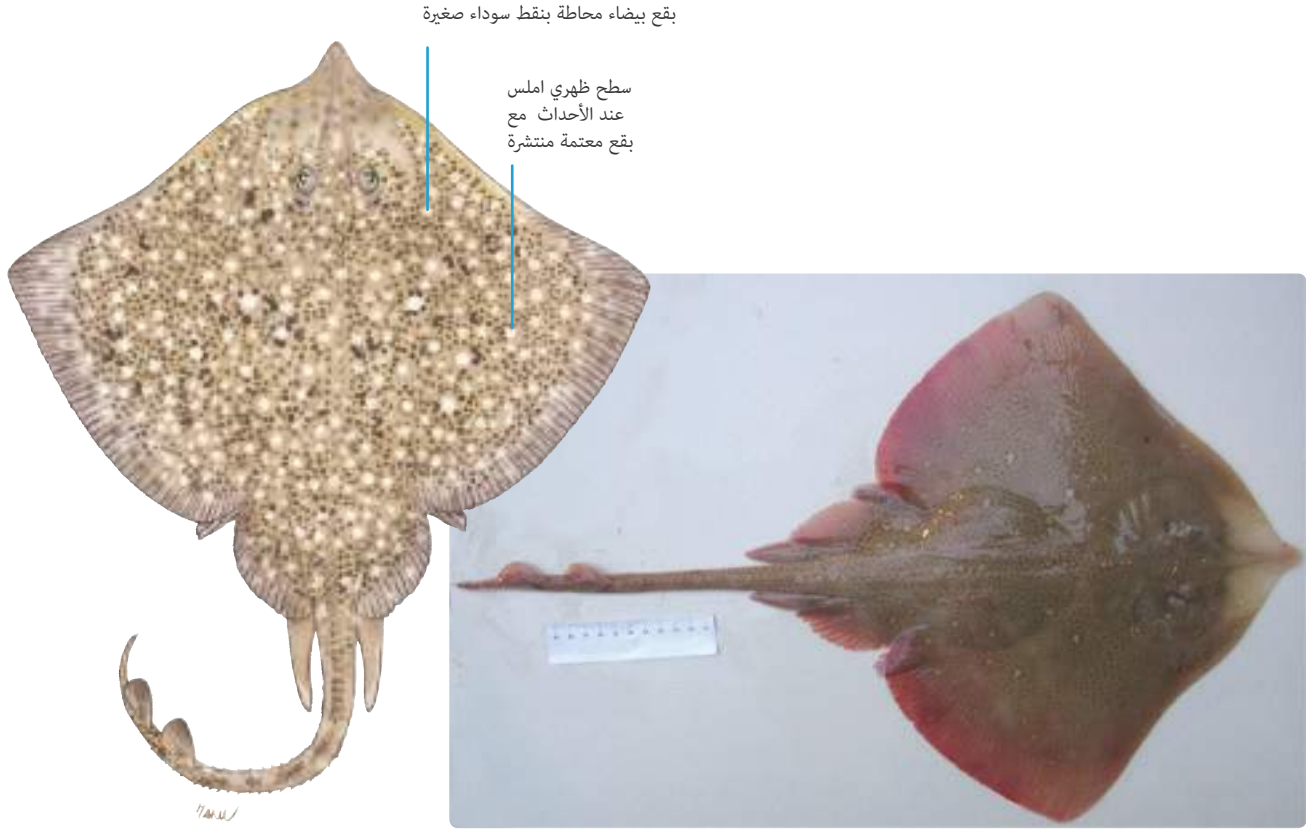 بقع بيضاء محاطة بنقط سوداء صغيرة
سطح ظهري املس
عند الأحداث مع
بقع معتمة منتشرة